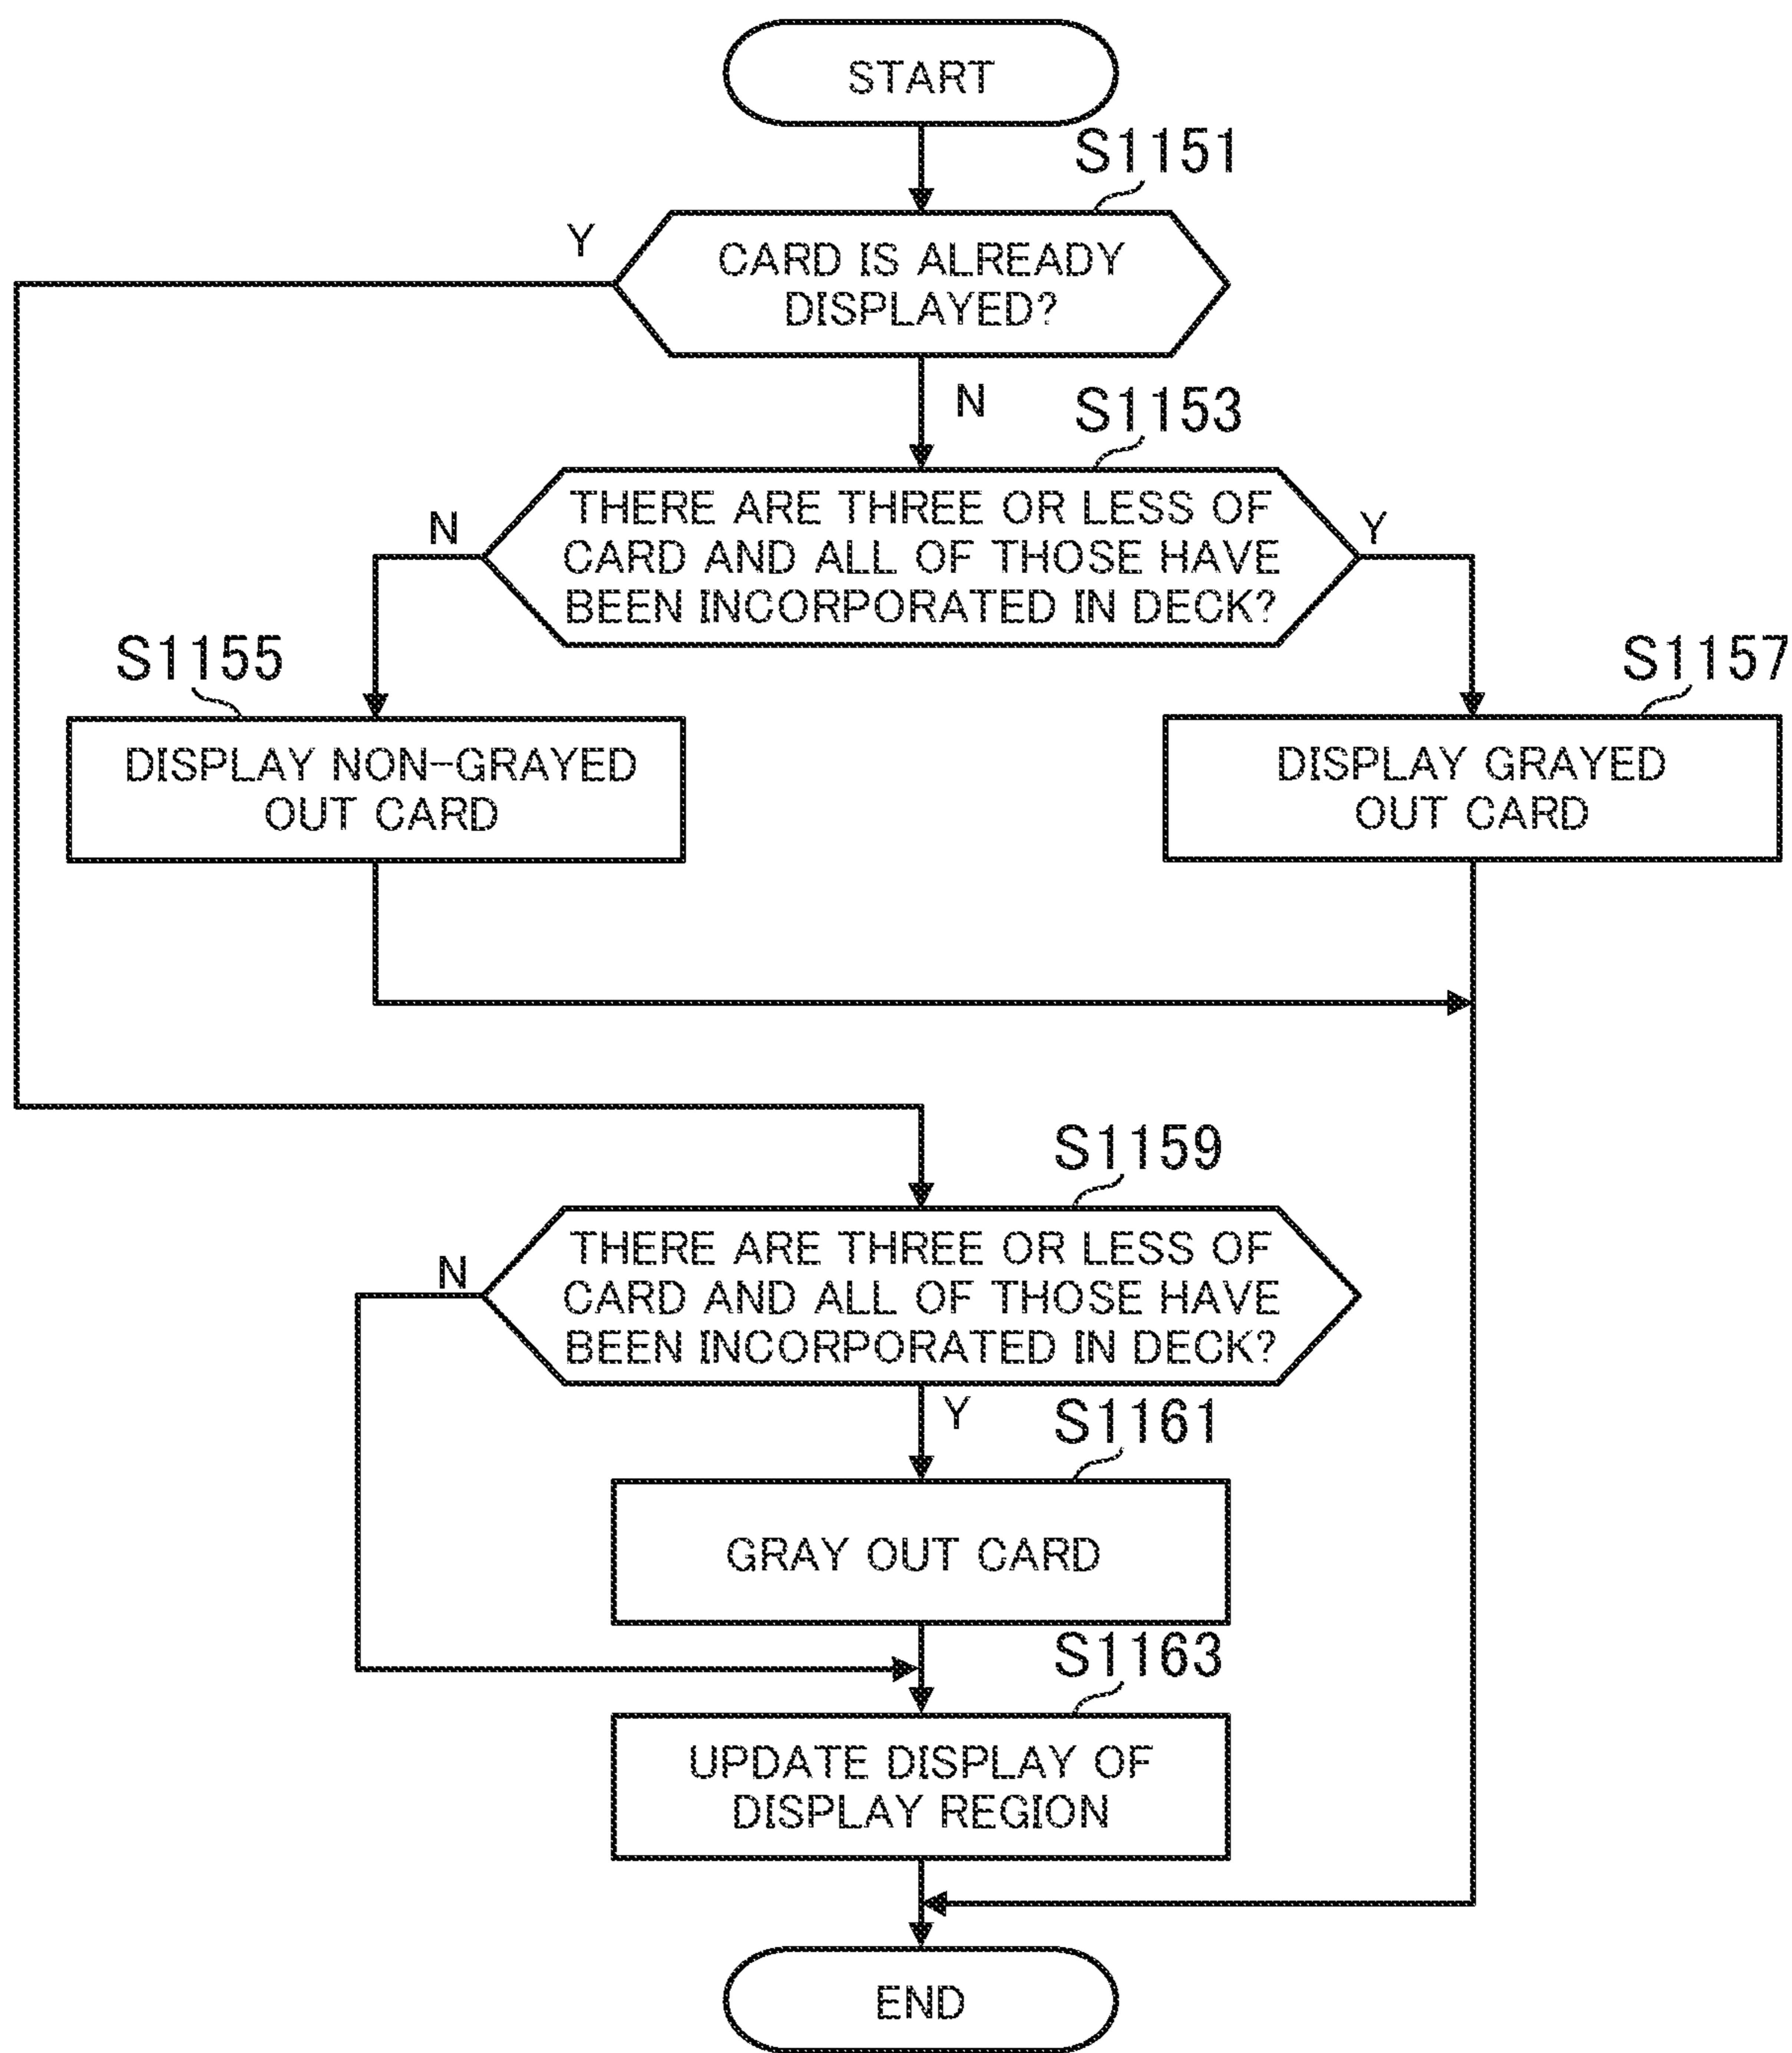 START
S1151
Y
CARD IS ALREADY
DISPLAYED?
N
S1153
THERE ARE THREE OR LESS OF
CARD AND ALL OF THOSE HAVE
BEEN INCORPORATED IN DECK?
N
Y
S1155
S1157
DISPLAY NON-GRAYED
OUT CARD
DISPLAY GRAYED
OUT CARD
S1159
THERE ARE THREE OR LESS OF
CARD AND ALL OF THOSE HAVE
BEEN INCORPORATED IN DECK?
N
Y
S1161
GRAY OUT CARD
S1163
UPDATE DISPLAY OF
DISPLAY REGION
END